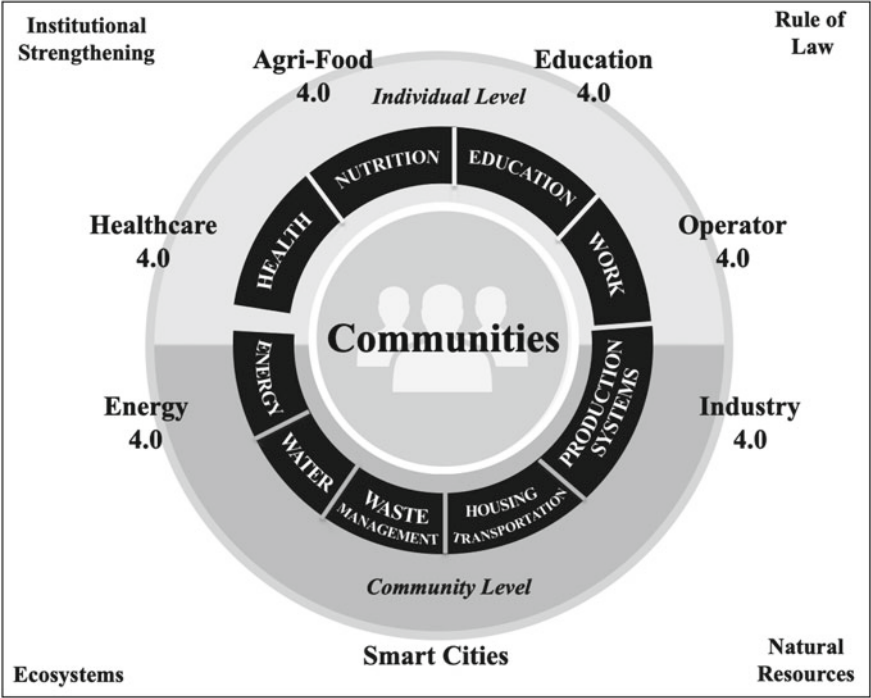 Institutional
Strengthening
Rule of
Law
Agri-Food
4.0
Education
4.0
Individual Level
NUTRITION
EDUCATION
HEALTH
WORK
Healthcare
4.0
Operator
4.0
Communities
ENERGY
PRODUCTION
SYSTEMS
Energy
4.0
Industry
4.0
WATER
WASTE
MANAGEMENT
HOUSING
TRANSPORTATION
Community Level
Smart Cities
Ecosystems
Natural
Resources